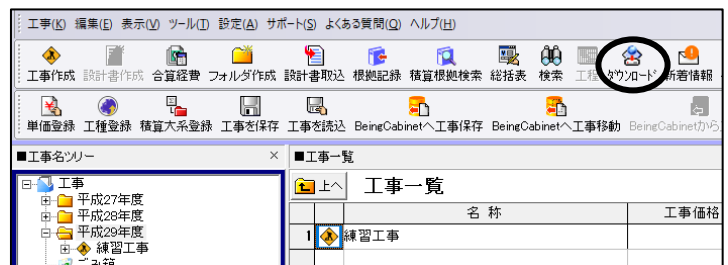 工事(K) 編集(E) 表示(V) ツール(T) 設定(A) サポート(S) よくある質問(Q) ヘルプ(H)
工事作成 設計書作成 合算経費 フォルダ作成 設計書取込 根拠記録 積算根拠検索 総括表 検索 工程 ダウンロード 新着情報
単価登録 工種登録 積算大系登録 工事を保存 工事を読込 BeingCabinetへ工事保存 BeingCabinetへ工事移動 BeingCabinetから
■工事名ツリー × ■工事一覧
上へ 工事一覧
名 称 工事価格
1 練習工事
工事
平成27年度
平成28年度
平成29年度
練習工事
ごみ箱